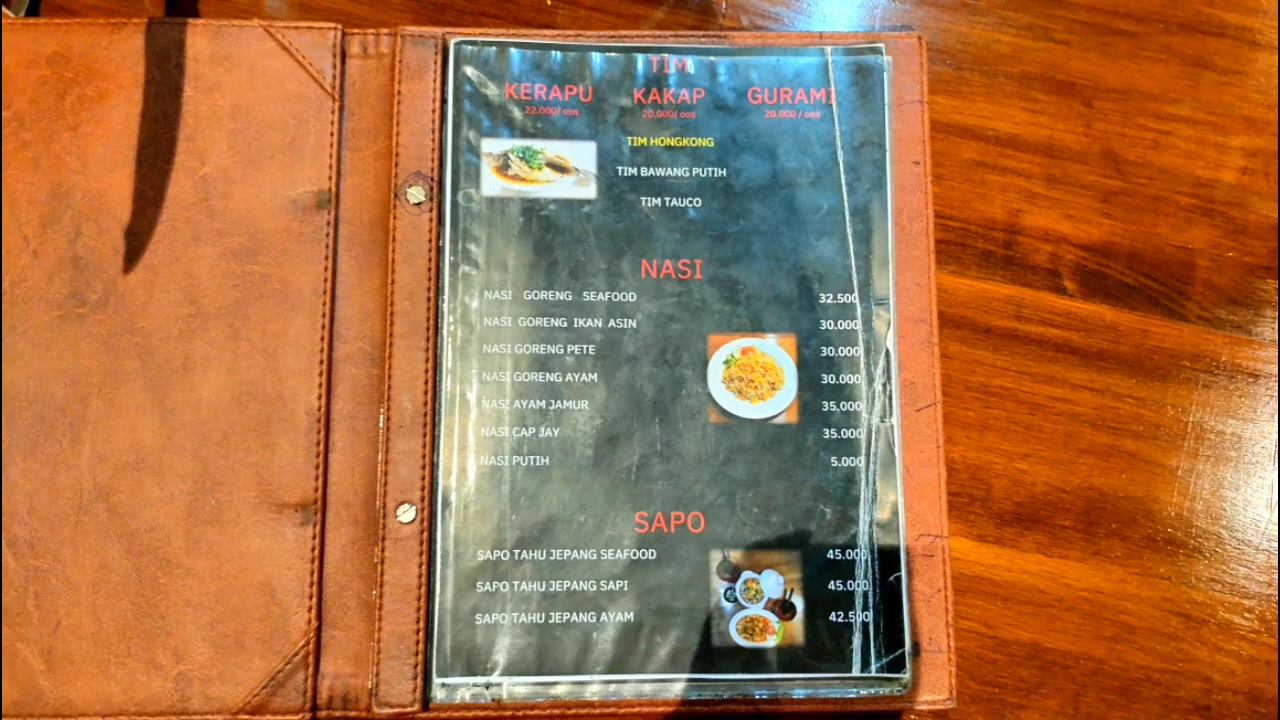 TIM
KERAPU KAKAP GURAMI
22.000/ ons 20.000/ ons 20.000 / ons
TIM HONGKONG
TIM BAWANG PUTIH
TIM TAUCO
NASI
NASI GORENG SEAFOOD 32.500
NASI GORENG IKAN ASIN 30.000
NASI GORENG PETE 30.000
NASI GORENG AYAM 30.000
NASI AYAM JAMUR 35.000
NASI CAP JAY 35.000
NASI PUTIH 5.000
SAPO
SAPO TAHU JEPANG SEAFOOD 45.000
SAPO TAHU JEPANG SAPI 45.000
SAPO TAHU JEPANG AYAM 42.500